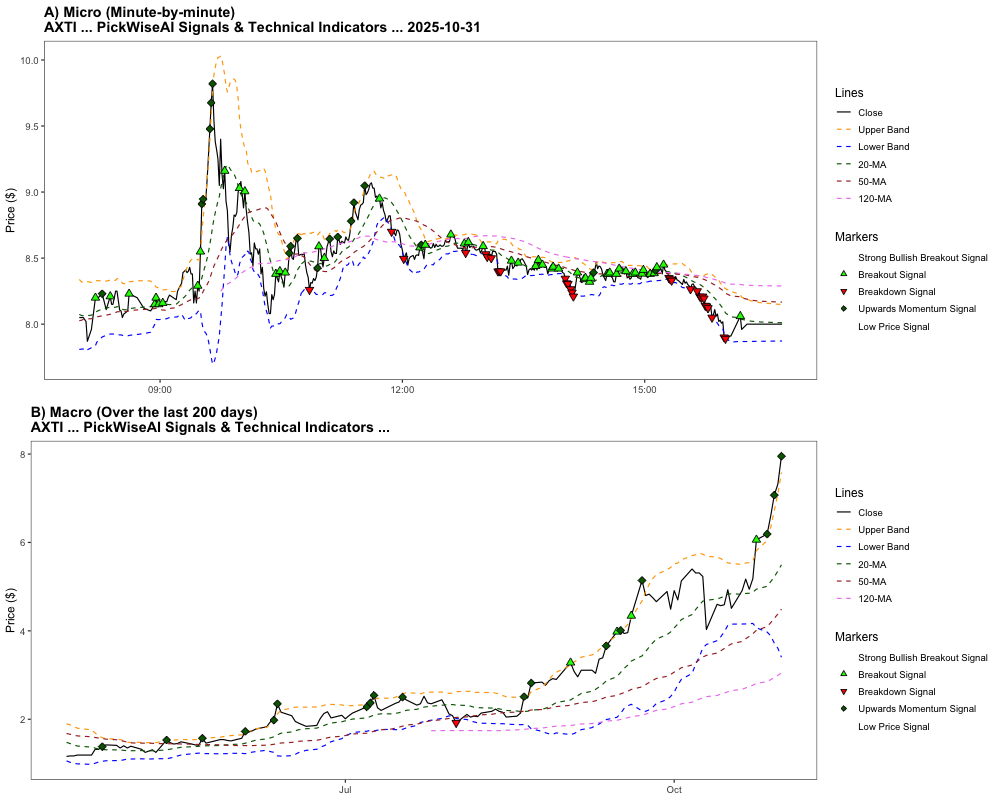 A) Micro (Minute-by-minute)
AXTI ... PickWiseAI Signals & Technical Indicators ... 2025-10-31
Price ($)
10.0
9.5
9.0
8.5
8.0
09:00
12:00
15:00
Lines
Close
Upper Band
Lower Band
20-MA
50-MA
120-MA
Markers
Strong Bullish Breakout Signal
Breakout Signal
Breakdown Signal
Upwards Momentum Signal
Low Price Signal
B) Macro (Over the last 200 days)
AXTI ... PickWiseAI Signals & Technical Indicators ...
Price ($)
8
6
4
2
Jul
Oct
Lines
Close
Upper Band
Lower Band
20-MA
50-MA
120-MA
Markers
Strong Bullish Breakout Signal
Breakout Signal
Breakdown Signal
Upwards Momentum Signal
Low Price Signal